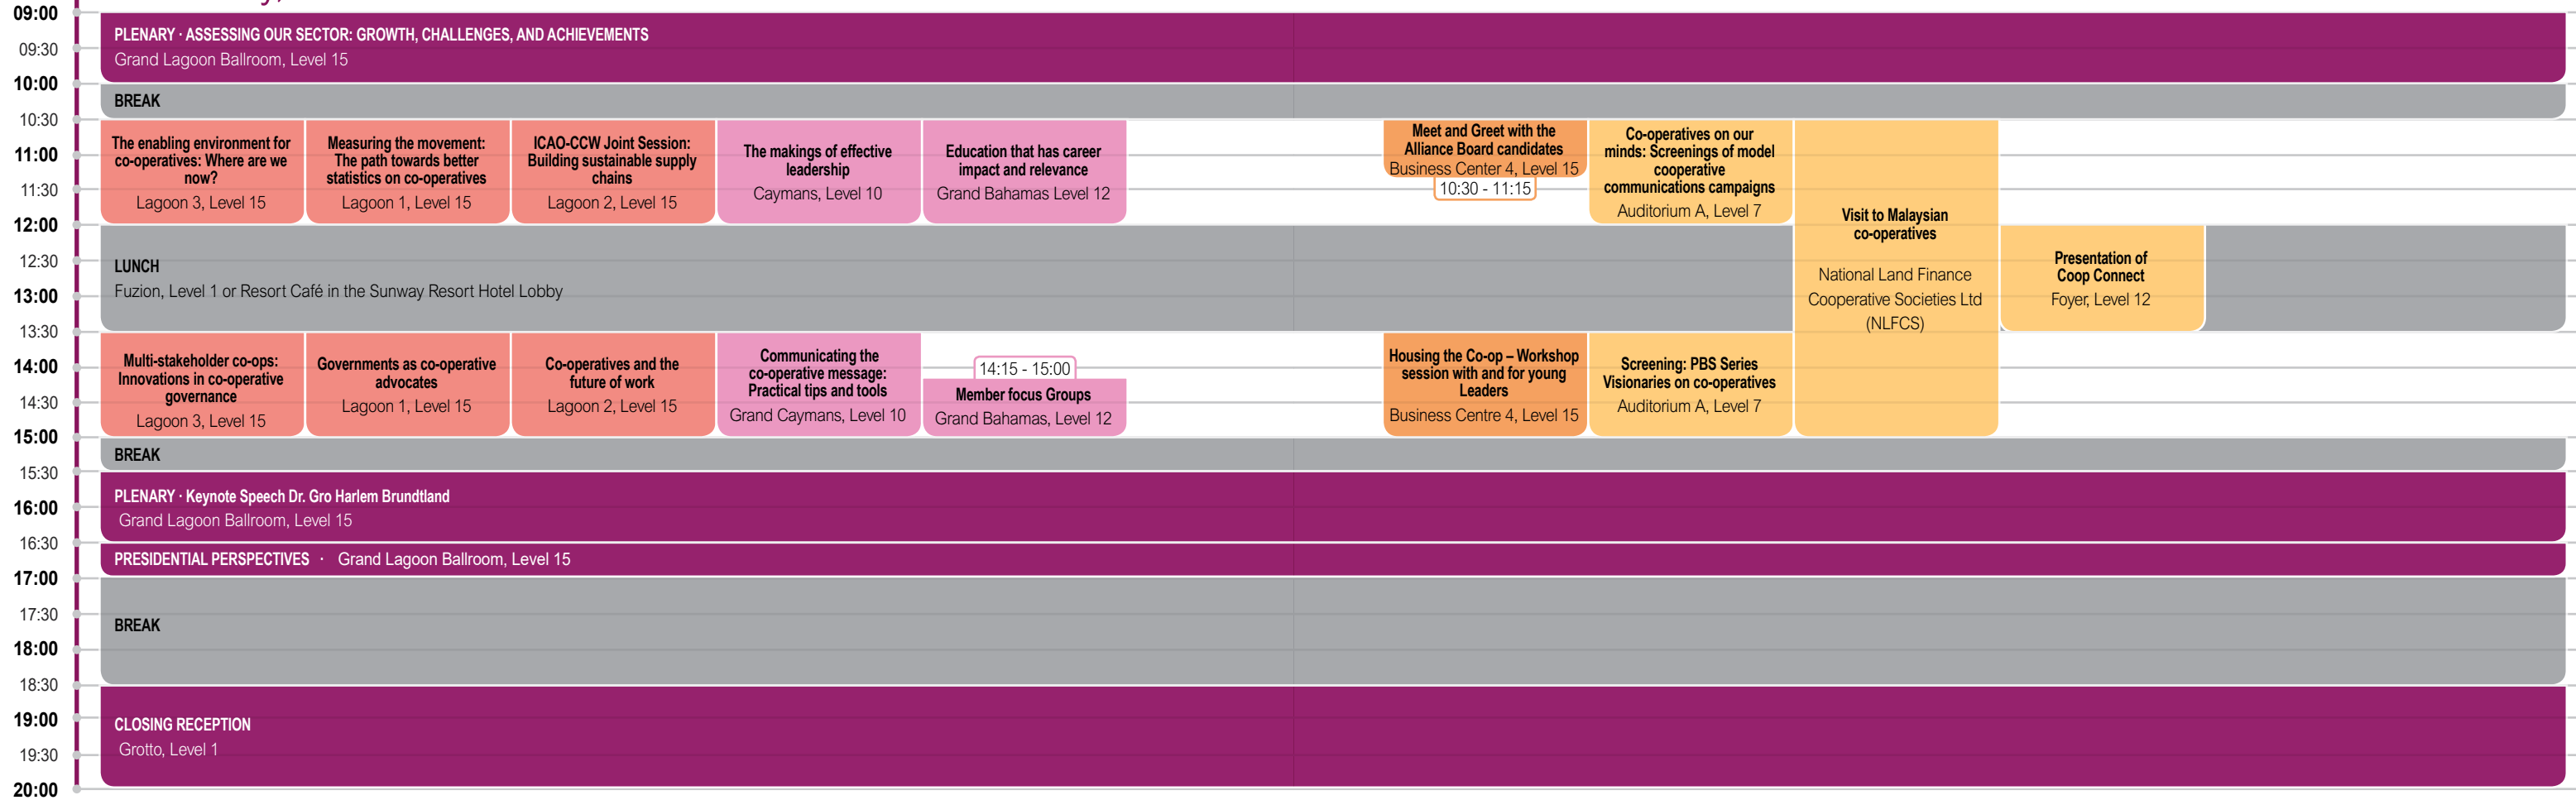 09:00
PLENARY · ASSESSING OUR SECTOR: GROWTH, CHALLENGES, AND ACHIEVEMENTS
09:30
Grand Lagoon Ballroom, Level 15
10:00
BREAK
10:30
The enabling environment for
co-operatives: Where are we
now?
Lagoon 3, Level 15
Measuring the movement:
The path towards better
statistics on co-operatives
Lagoon 1, Level 15
ICAO-CCW Joint Session:
Building sustainable supply
chains
Lagoon 2, Level 15
The makings of effective
leadership
Caymans, Level 10
Education that has career
impact and relevance
Grand Bahamas Level 12
Meet and Greet with the
Alliance Board candidates
Business Center 4, Level 15
10:30 - 11:15
Co-operatives on our
minds: Screenings of model
cooperative
communications campaigns
Auditorium A, Level 7
Visit to Malaysian
co-operatives
National Land Finance
Cooperative Societies Ltd
(NLFCS)
11:00
11:30
12:00
12:30
LUNCH
Fuzion, Level 1 or Resort Café in the Sunway Resort Hotel Lobby
Presentation of
Coop Connect
Foyer, Level 12
13:00
13:30
Multi-stakeholder co-ops:
Innovations in co-operative
governance
Lagoon 3, Level 15
Governments as co-operative
advocates
Lagoon 1, Level 15
Co-operatives and the
future of work
Lagoon 2, Level 15
Communicating the
co-operative message:
Practical tips and tools
Grand Caymans, Level 10
14:15 - 15:00
Member focus Groups
Grand Bahamas, Level 12
Housing the Co-op – Workshop
session with and for young
Leaders
Business Centre 4, Level 15
Screening: PBS Series
Visionaries on co-operatives
Auditorium A, Level 7
14:00
14:30
15:00
BREAK
15:30
PLENARY · Keynote Speech Dr. Gro Harlem Brundtland
16:00
Grand Lagoon Ballroom, Level 15
16:30
PRESIDENTIAL PERSPECTIVES · Grand Lagoon Ballroom, Level 15
17:00
17:30
BREAK
18:00
18:30
19:00
CLOSING RECEPTION
Grotto, Level 1
19:30
20:00